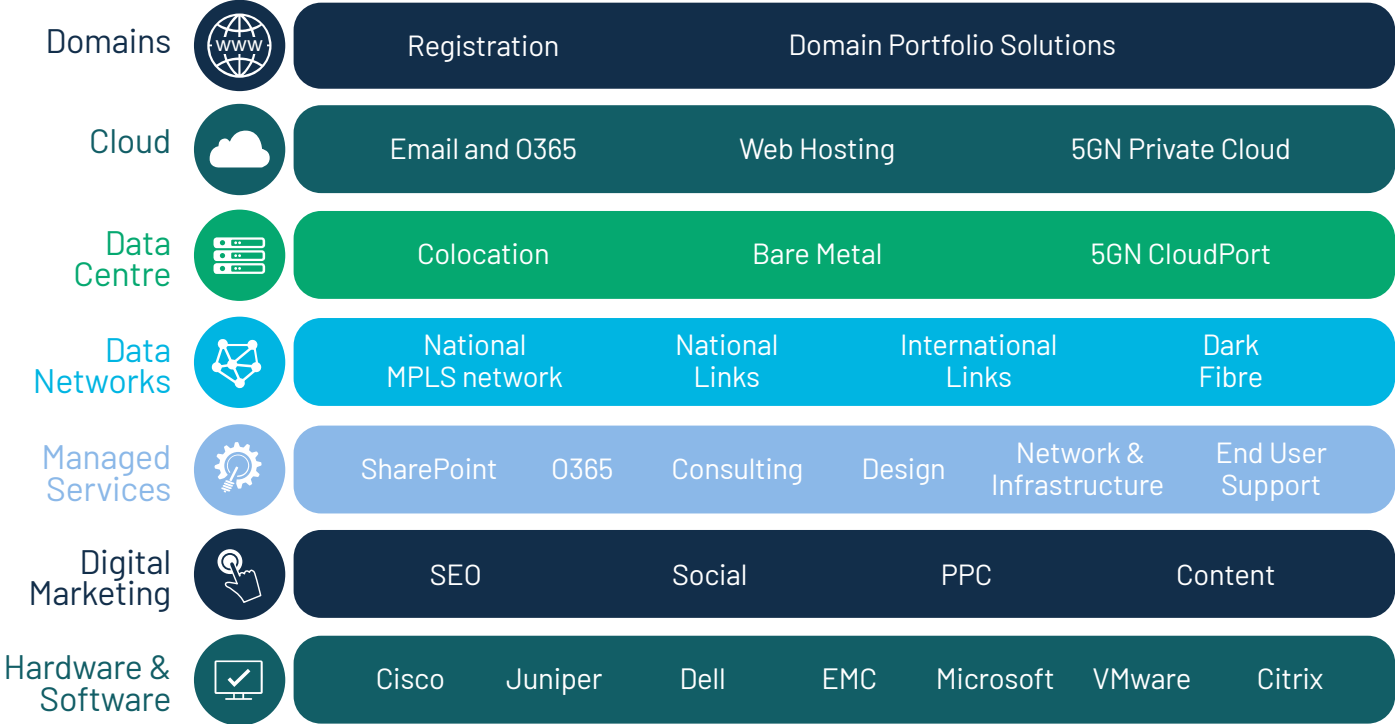 Domains
www
Registration
Domain Portfolio Solutions
Cloud
Email and O365
Web Hosting
5GN Private Cloud
Data
Centre
Colocation
Bare Metal
5GN CloudPort
Data
Networks
National
MPLS network
National
Links
International
Links
Dark
Fibre
Managed
Services
SharePoint
O365
Consulting
Design
Network &
Infrastructure
End User
Support
Digital
Marketing
SEO
Social
PPC
Content
Hardware &
Software
Cisco
Juniper
Dell
EMC
Microsoft
VMware
Citrix